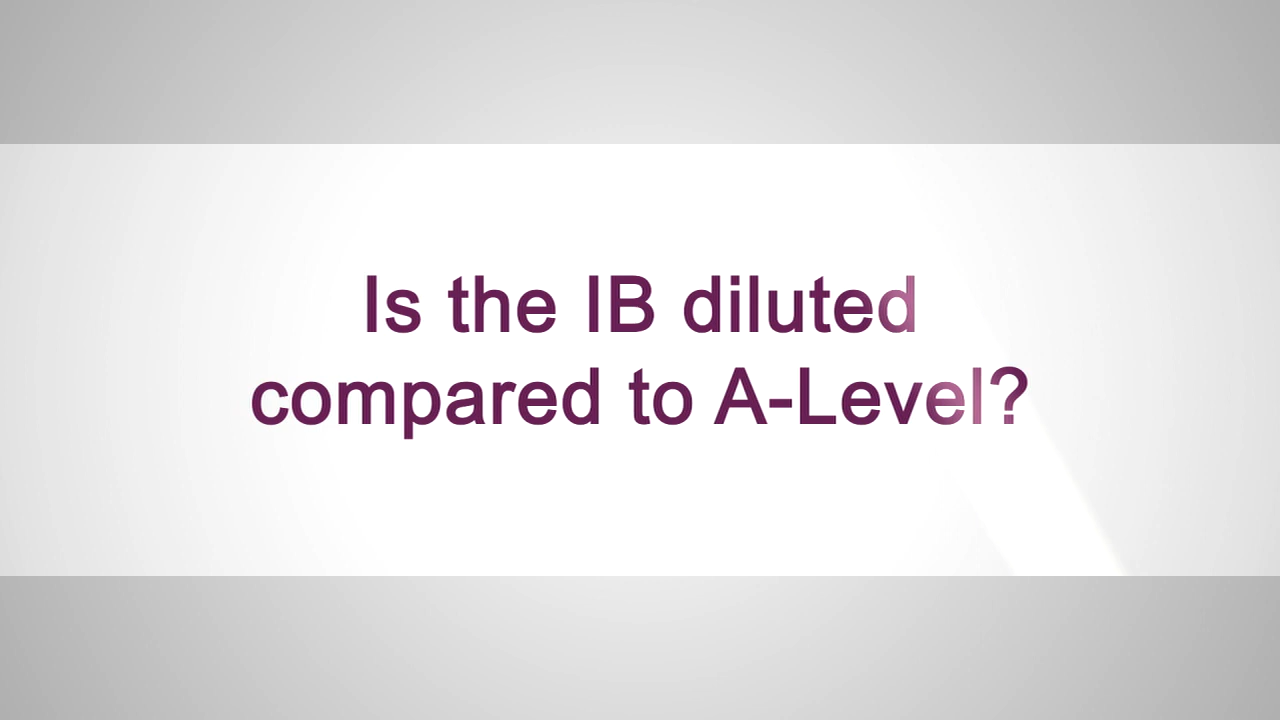 Is the IB diluted
compared to A-Level?